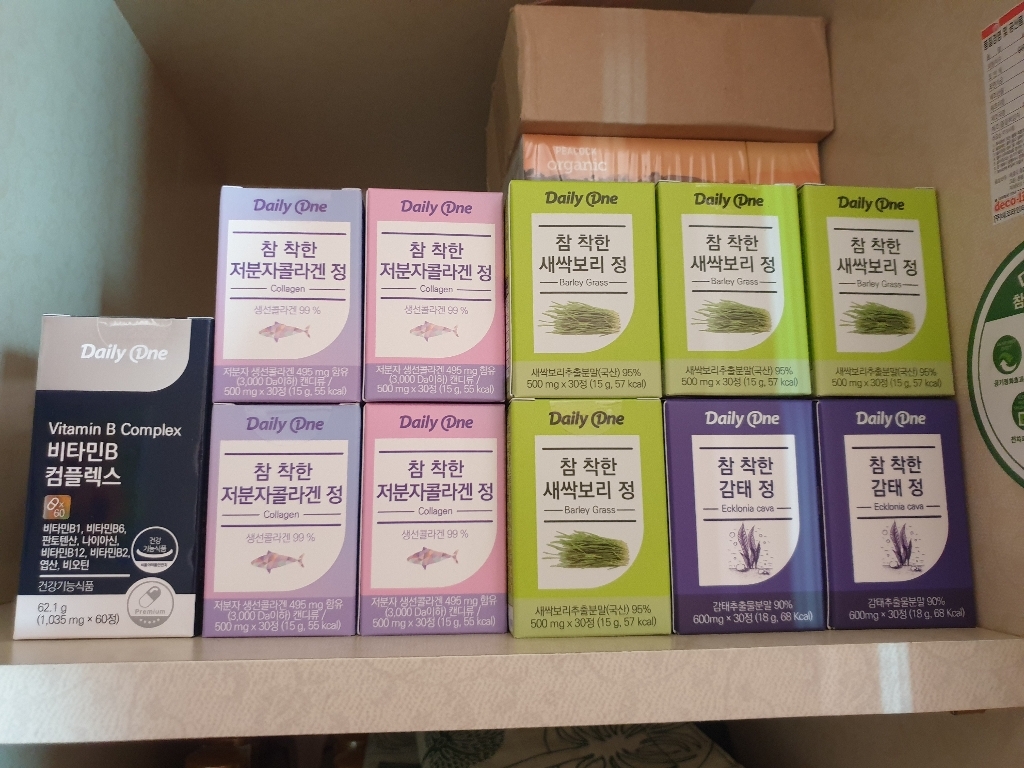 PEACOCK
organic
Daily One
참 착한
저분자콜라겐 정
Collagen
생선콜라겐 99 %
저분자 생선콜라겐 495 mg 함유
(3,000 Da이하) 캔디류 /
500 mg x 30정 (15 g, 55 kcal)
Daily One
참 착한
저분자콜라겐 정
Collagen
생선콜라겐 99 %
저분자 생선콜라겐 495 mg 함유
(3,000 Da이하) 캔디류 /
500 mg x 30정 (15 g, 55 kcal)
Daily One
참 착한
새싹보리 정
Barley Grass
새싹보리추출분말(국산) 95%
500 mg x 30정 (15 g, 57 kcal)
Daily One
참 착한
새싹보리 정
Barley Grass
새싹보리추출분말(국산) 95%
500 mg x 30정 (15 g, 57 kcal)
Daily One
참 착한
새싹보리 정
Barley Grass
새싹보리추출분말(국산) 95%
500 mg x 30정 (15 g, 57 kcal)
Daily One
Vitamin B Complex
비타민B
컴플렉스
x
60
비타민B1, 비타민B6,
판토텐산, 나이아신,
비타민B12, 비타민B2,
엽산, 비오틴
건강
기능식품
건강기능식품
Premium
62.1 g
(1,035 mg x 60정)
Daily One
참 착한
저분자콜라겐 정
Collagen
생선콜라겐 99 %
저분자 생선콜라겐 495 mg 함유
(3,000 Da이하) 캔디류 /
500 mg x 30정 (15 g, 55 kcal)
Daily One
참 착한
저분자콜라겐 정
Collagen
생선콜라겐 99 %
저분자 생선콜라겐 495 mg 함유
(3,000 Da이하) 캔디류 /
500 mg x 30정 (15 g, 55 kcal)
Daily One
참 착한
새싹보리 정
Barley Grass
새싹보리추출분말(국산) 95%
500 mg x 30정 (15 g, 57 kcal)
Daily One
참 착한
감태 정
Ecklonia cava
감태추출물분말 90%
600mg x 30정 (18 g, 68 Kcal)
Daily One
참 착한
감태 정
Ecklonia cava
감태추출물분말 90%
600mg x 30정 (18 g, 68 Kcal)
참